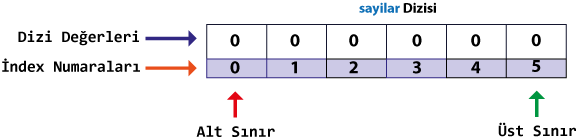 sayilar Dizisi
Dizi Değerleri 0 0 0 0 0 0
İndex Numaraları 0 1 2 3 4 5
Alt Sınır Üst Sınır